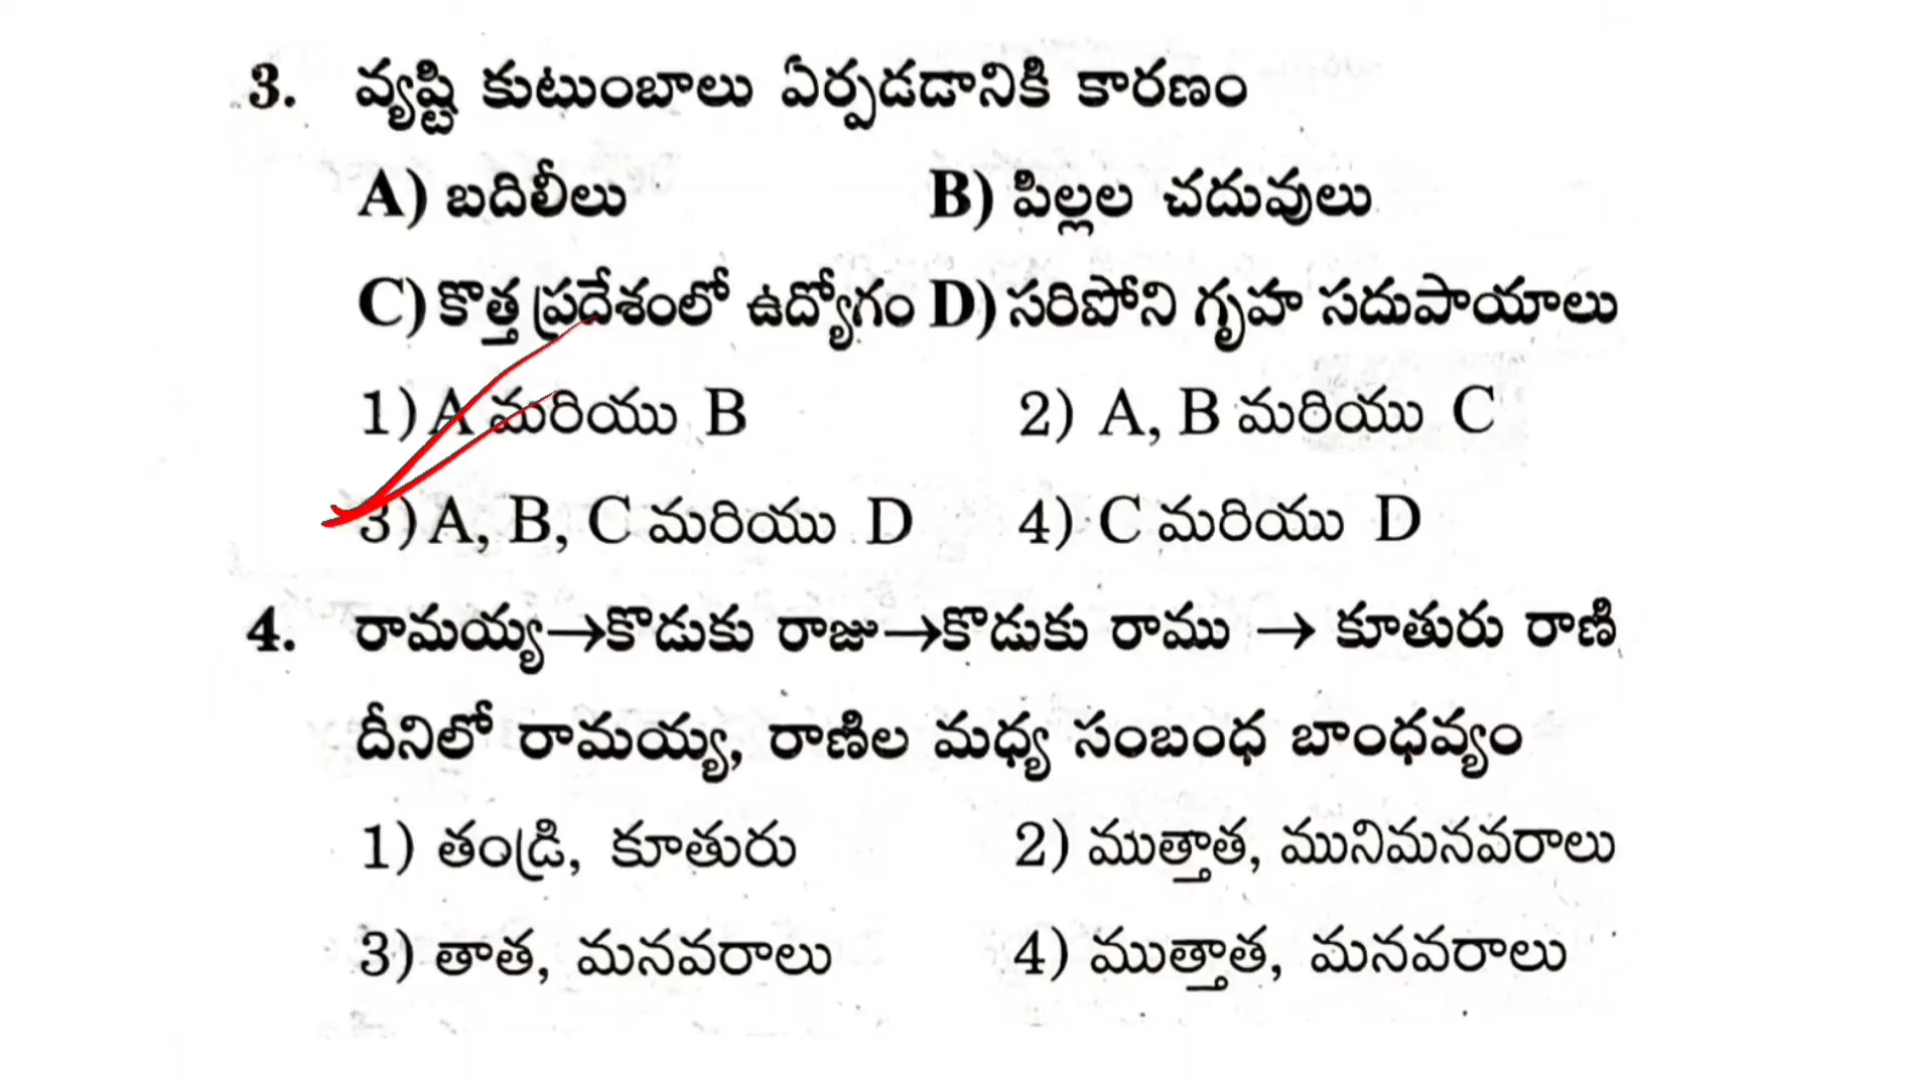 3. వ్యష్టి కుటుంబాలు ఏర్పడడానికి కారణం
A) బదిలీలు B) పిల్లల చదువులు
C) కొత్త ప్రదేశంలో ఉద్యోగం D) సరిపోని గృహ సదుపాయాలు
1) A మరియు B 2) A, B మరియు C
3) A, B, C మరియు D 4) C మరియు D
4. రామయ్య→కొడుకు రాజు→కొడుకు రాము → కూతురు రాణి
దీనిలో రామయ్య, రాణిల మధ్య సంబంధ బాంధవ్యం
1) తండ్రి, కూతురు 2) ముత్తాత, మునిమనవరాలు
3) తాత, మనవరాలు 4) ముత్తాత, మనవరాలు